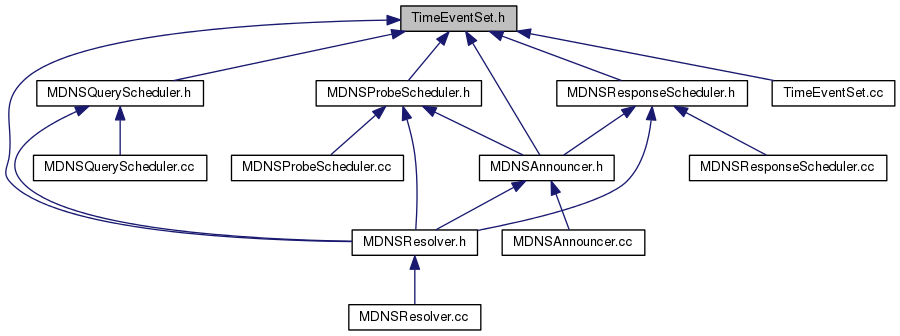 TimeEventSet.h
MDNSQueryScheduler.h
MDNSProbeScheduler.h
MDNSResponseScheduler.h
TimeEventSet.cc
MDNSQueryScheduler.cc
MDNSProbeScheduler.cc
MDNSAnnouncer.h
MDNSResponseScheduler.cc
MDNSResolver.h
MDNSAnnouncer.cc
MDNSResolver.cc